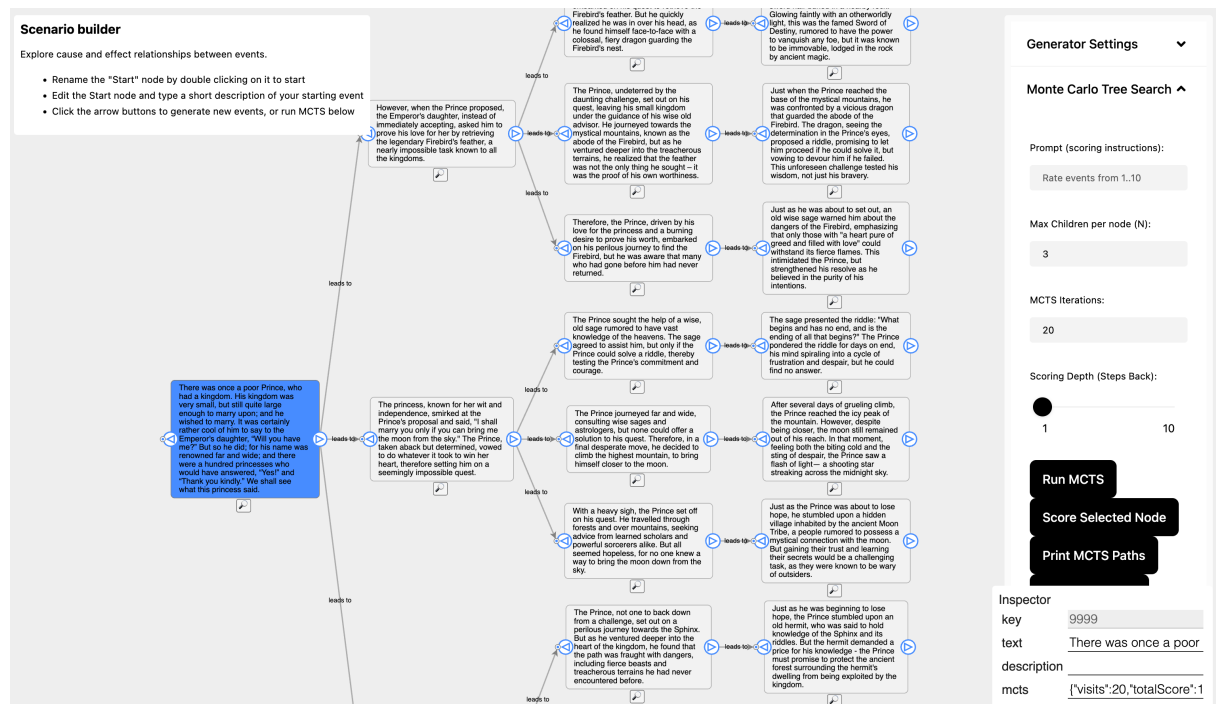 Scenario builder
Explore cause and effect relationships between events.
• Rename the "Start" node by double clicking on it to start
• Edit the Start node and type a short description of your starting event
• Click the arrow buttons to generate new events, or run MCTS below
There was once a poor Prince, who
had a kingdom. His kingdom was
very small, but still quite large
enough to marry upon; and he
wished to marry. It was certainly
rather cool of him to say to the
Emperor's daughter, "Will you have
me?" But so he did; for his name was
renowned far and wide; and there
were a hundred princesses who
would have answered, "Yes!" and
"Thank you kindly." We shall see
what this princess said.
leads to
leads to
leads to
However, when the Prince proposed,
the Emperor's daughter, instead of
immediately accepting, asked him to
prove his love for her by retrieving
the legendary Firebird's feather, a
nearly impossible task known to all
the kingdoms.
The princess, known for her wit and
independence, smirked at the
Prince's proposal and said, "I shall
marry you only if you can bring me
the moon from the sky." The Prince,
taken aback but determined, vowed
to do whatever it took to win her
heart, therefore setting him on a
seemingly impossible quest.
leads to
leads to
leads to
leads to
leads to
leads to
leads to
Firebird's feather. But he quickly
realized he was in over his head, as
he found himself face-to-face with a
colossal, fiery dragon guarding the
Firebird's nest.
leads to
Glowing faintly with an otherworldly
light, this was the famed Sword of
Destiny, rumored to have the power
to vanquish any foe, but it was known
to be immovable, lodged in the rock
by ancient magic.
The Prince, undeterred by the
daunting challenge, set out on his
quest, leaving his small kingdom
under the guidance of his wise old
advisor. He journeyed towards the
mystical mountains, known as the
abode of the Firebird, but as he
ventured deeper into the treacherous
terrains, he realized that the feather
was not the only thing he sought – it
was the proof of his own worthiness.
leads to
Just when the Prince reached the
base of the mystical mountains, he
was confronted by a vicious dragon
that guarded the abode of the
Firebird. The dragon, seeing the
determination in the Prince's eyes,
proposed a riddle, promising to let
him proceed if he could solve it, but
vowing to devour him if he failed.
This unforeseen challenge tested his
wisdom, not just his bravery.
Therefore, the Prince, driven by his
love for the princess and a burning
desire to prove his worth, embarked
on his perilous journey to find the
Firebird, but he was aware that many
who had gone before him had never
returned.
leads to
Just as he was about to set out, an
old wise sage warned him about the
dangers of the Firebird, emphasizing
that only those with "a heart pure of
greed and filled with love" could
withstand its fierce flames. This
intimidated the Prince, but
strengthened his resolve as he
believed in the purity of his
intentions.
The Prince sought the help of a wise,
old sage rumored to have vast
knowledge of the heavens. The sage
agreed to assist him, but only if the
Prince could solve a riddle, thereby
testing the Prince's commitment and
courage.
leads to
The sage presented the riddle: "What
begins and has no end, and is the
ending of all that begins?" The Prince
pondered the riddle for days on end,
his mind spiraling into a cycle of
frustration and despair, but he could
find no answer.
The Prince journeyed far and wide,
consulting wise sages and
astrologers, but none could offer a
solution to his quest. Therefore, in a
final desperate move, he decided to
climb the highest mountain, to bring
himself closer to the moon.
leads to
After several days of grueling climb,
the Prince reached the icy peak of
the mountain. However, despite
being closer, the moon still remained
out of his reach. In that moment,
feeling both the biting cold and the
sting of despair, the Prince saw a
flash of light— a shooting star
streaking across the midnight sky.
With a heavy sigh, the Prince set off
on his quest. He travelled through
forests and over mountains, seeking
advice from learned scholars and
powerful sorcerers alike. But all
seemed hopeless, for no one knew a
way to bring the moon down from the
sky.
leads to
Just as the Prince was about to lose
hope, he stumbled upon a hidden
village inhabited by the ancient Moon
Tribe, a people rumored to possess a
mystical connection with the moon.
But gaining their trust and learning
their secrets would be a challenging
task, as they were known to be wary
of outsiders.
The Prince, not one to back down
from a challenge, set out on a
perilous journey towards the Sphinx.
But as he ventured deeper into the
heart of the kingdom, he found that
the path was fraught with dangers,
including fierce beasts and
treacherous terrains he had never
encountered before.
Just as he was beginning to lose
hope, the Prince stumbled upon an
old hermit, who was said to hold
knowledge of the Sphinx and its
riddles. But the hermit demanded a
price for his knowledge - the Prince
must promise to protect the ancient
forest surrounding the hermit's
dwelling from being exploited by the
kingdom.
Generator Settings
Monte Carlo Tree Search
Prompt (scoring instructions):
Rate events from 1..10
Max Children per node (N):
3
MCTS Iterations:
20
Scoring Depth (Steps Back):
1 10
Run MCTS
Score Selected Node
Print MCTS Paths
Inspector
key 9999
text There was once a poor
description
mcts {"visits":20,"totalScore":1